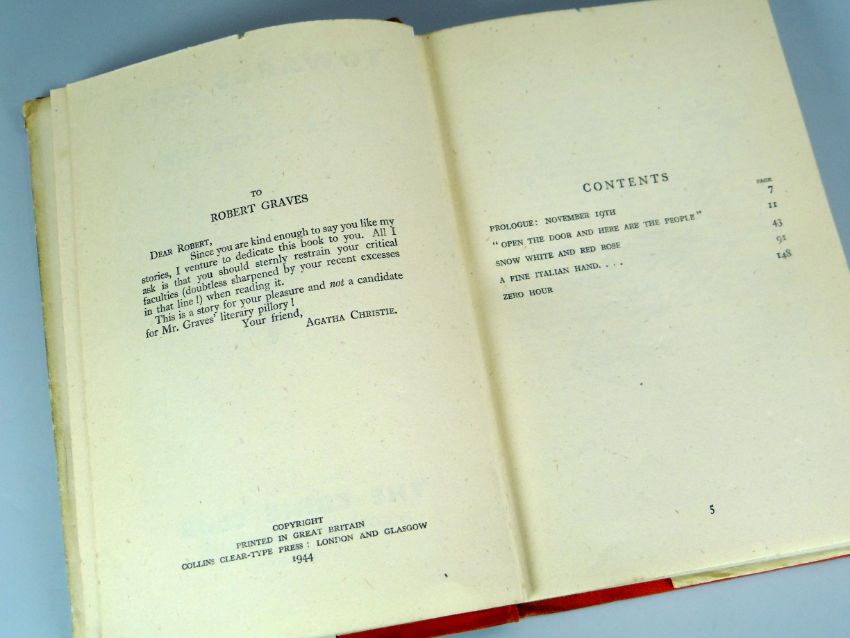 TO
ROBERT GRAVES
DEAR ROBERT,
Since you are kind enough to say you like my
stories, I venture to dedicate this book to you. All I
ask is that you should sternly restrain your critical
faculties (doubtless sharpened by your recent excesses
in that line!) when reading it.
This is a story for your pleasure and not a candidate
for Mr. Graves' literary pillory!
Your friend,
AGATHA CHRISTIE.
COPYRIGHT
PRINTED IN GREAT BRITAIN
COLLINS CLEAR-TYPE PRESS: LONDON AND GLASGOW
1944
CONTENTS
PAGE
PROLOGUE: NOVEMBER 19TH 7
"OPEN THE DOOR AND HERE ARE THE PEOPLE" 11
SNOW WHITE AND RED ROSE 43
A FINE ITALIAN HAND. . . . 91
ZERO HOUR 148
5